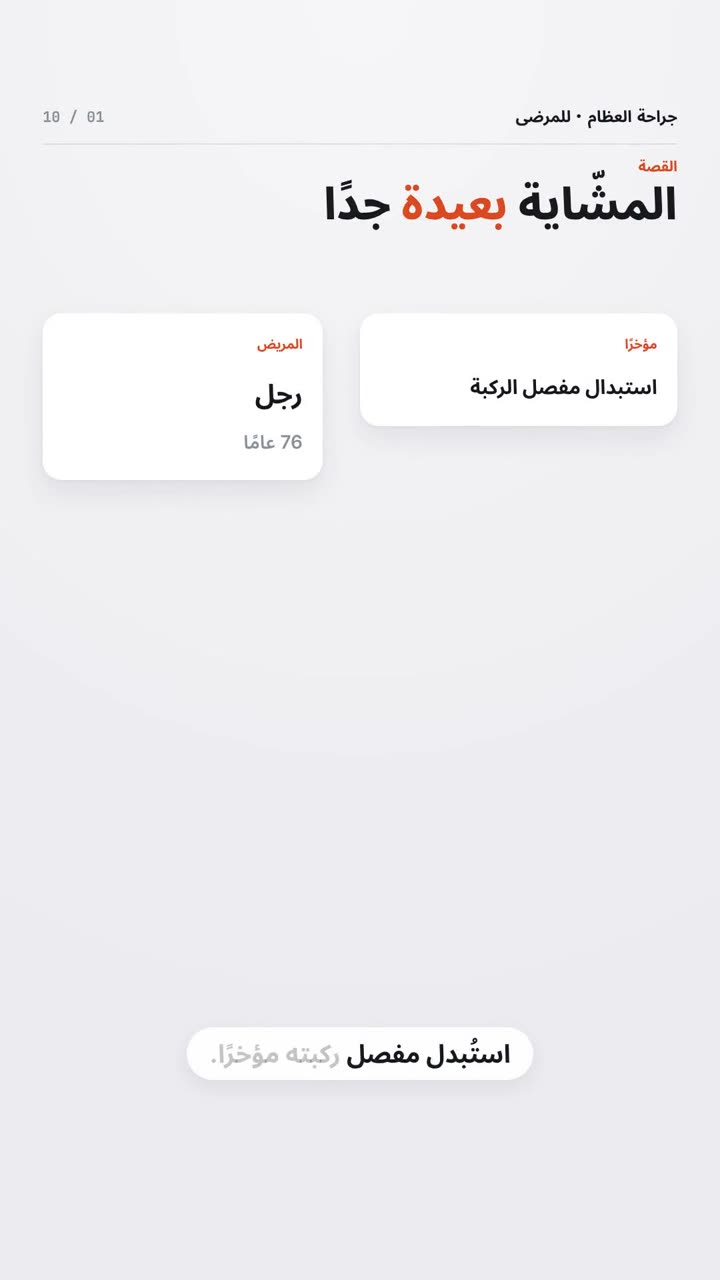 جراحة العظام • للمرضى
01 / 10
القصة
المشّاية بعيدة جدًا
مؤخرًا
استبدال مفصل الركبة
المريض
رجل
76 عامًا
استُبدل مفصل ركبته مؤخرًا.